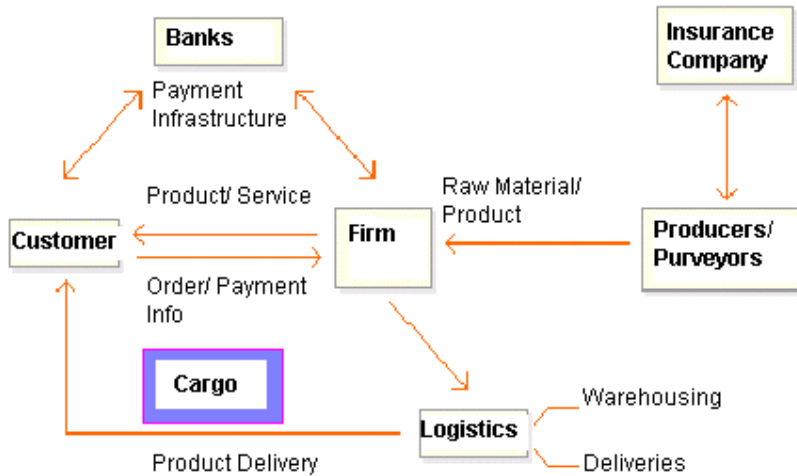 Banks
Insurance
Company
Payment
Infrastructure
Product/ Service
Raw Material/
Product
Customer
Firm
Producers/
Purveyors
Order/ Payment
Info
Cargo
Warehousing
Logistics
Product Delivery
Deliveries